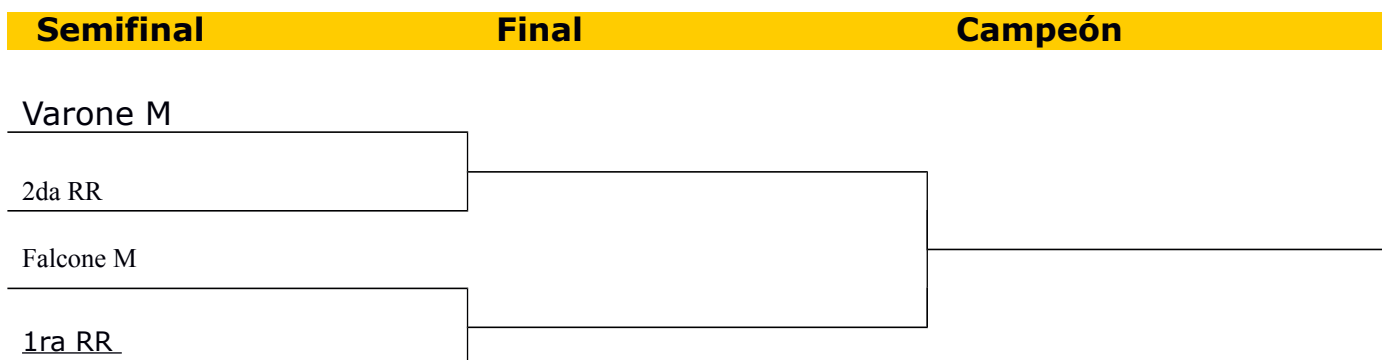 Semifinal Final Campeón
Varone M
2da RR
Falcone M
1ra RR